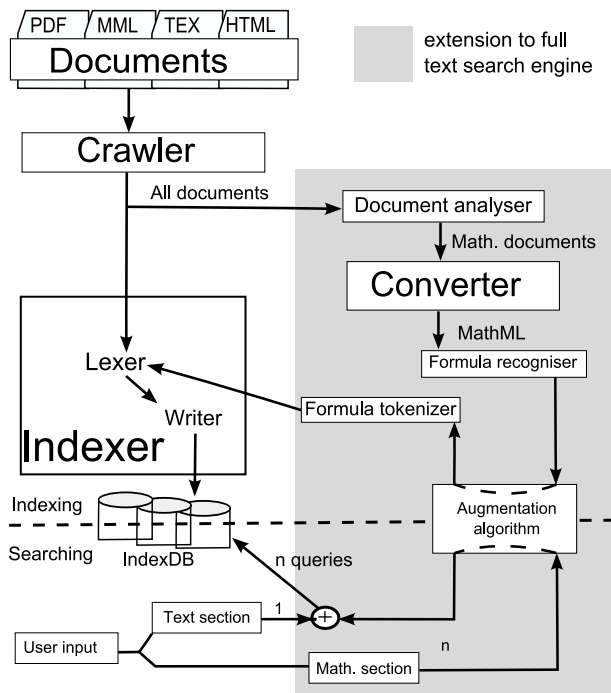 PDF MML TEX HTML
Documents
extension to full
text search engine
Crawler
All documents
Document analyser
Math. documents
Converter
MathML
Formula recogniser
Lexer
Formula tokenizer
Writer
Indexer
Indexing
Augmentation
algorithm
Searching
IndexDB
n queries
Text section
1
+
n
User input
Math. section